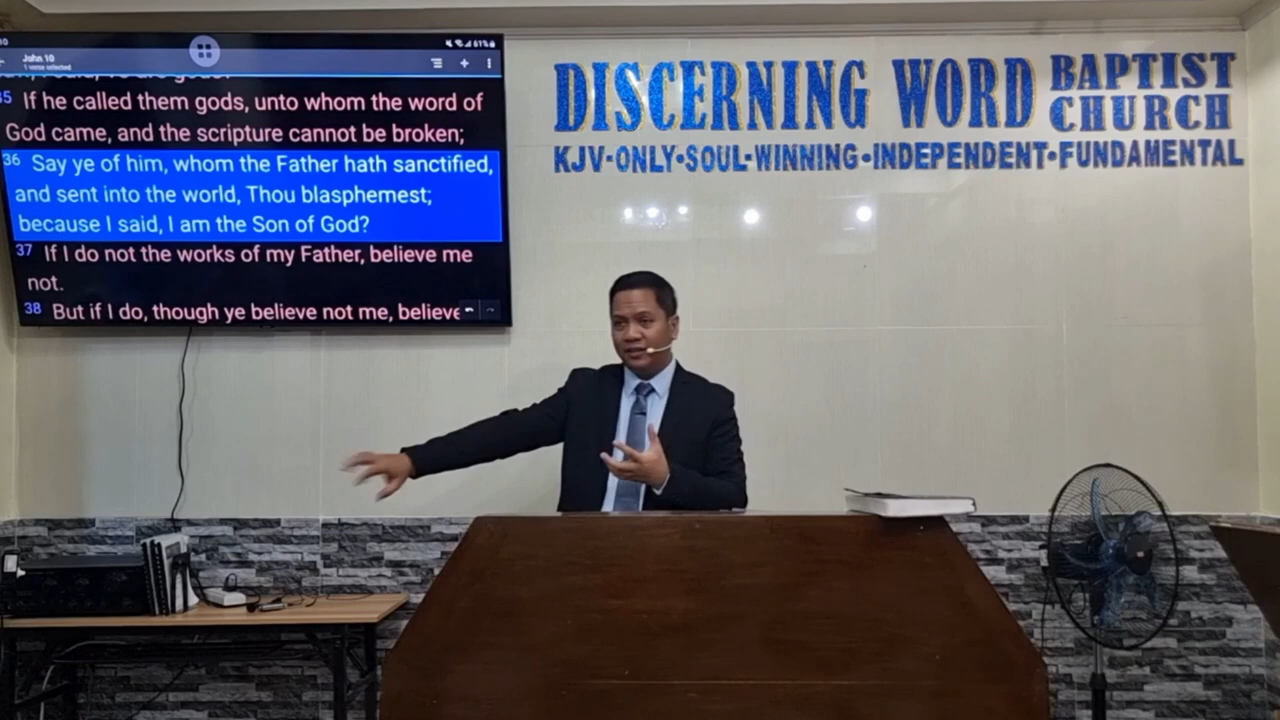 61%
John 10
1 verse selected
35 If he called them gods, unto whom the word of
God came, and the scripture cannot be broken;
36 Say ye of him, whom the Father hath sanctified,
and sent into the world, Thou blasphemest;
because I said, I am the Son of God?
37 If I do not the works of my Father, believe me
not.
38 But if I do, though ye believe not me, believe
DISCERNING WORD BAPTIST CHURCH
KJV-ONLY•SOUL-WINNING•INDEPENDENT•FUNDAMENTAL